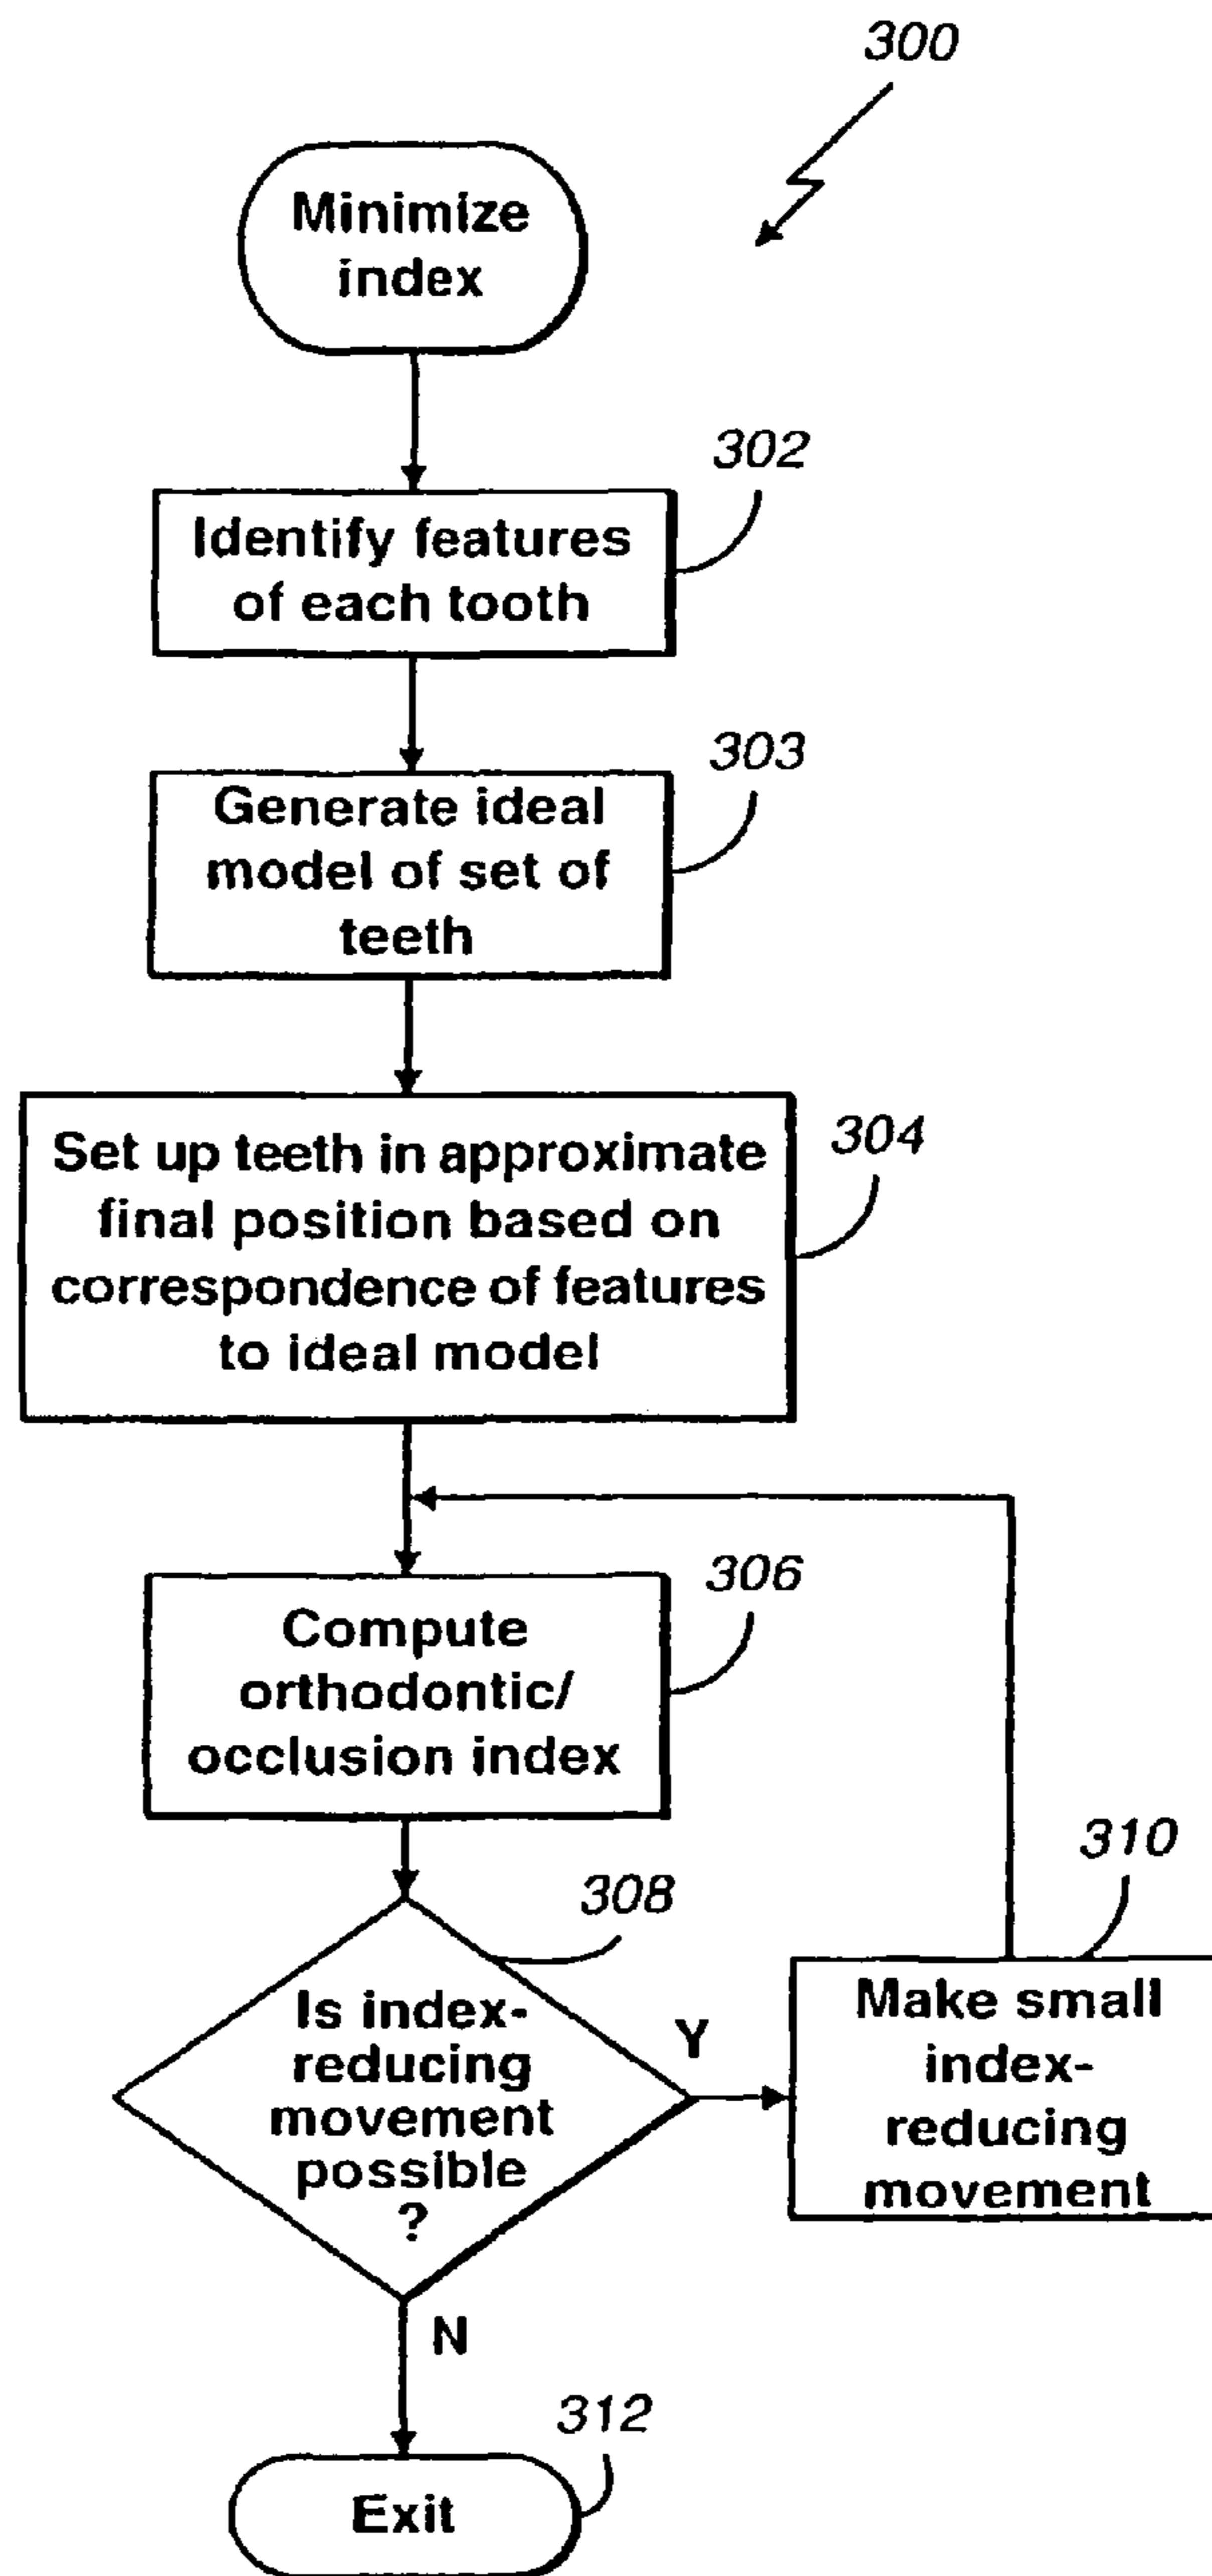 300
Minimize
index
302
Identify features
of each tooth
303
Generate ideal
model of set of
teeth
304
Set up teeth in approximate
final position based on
correspondence of features
to ideal model
306
Compute
orthodontic/
occlusion index
308
Is index-
reducing
movement
possible
?
Y
310
Make small
index-
reducing
movement
N
312
Exit